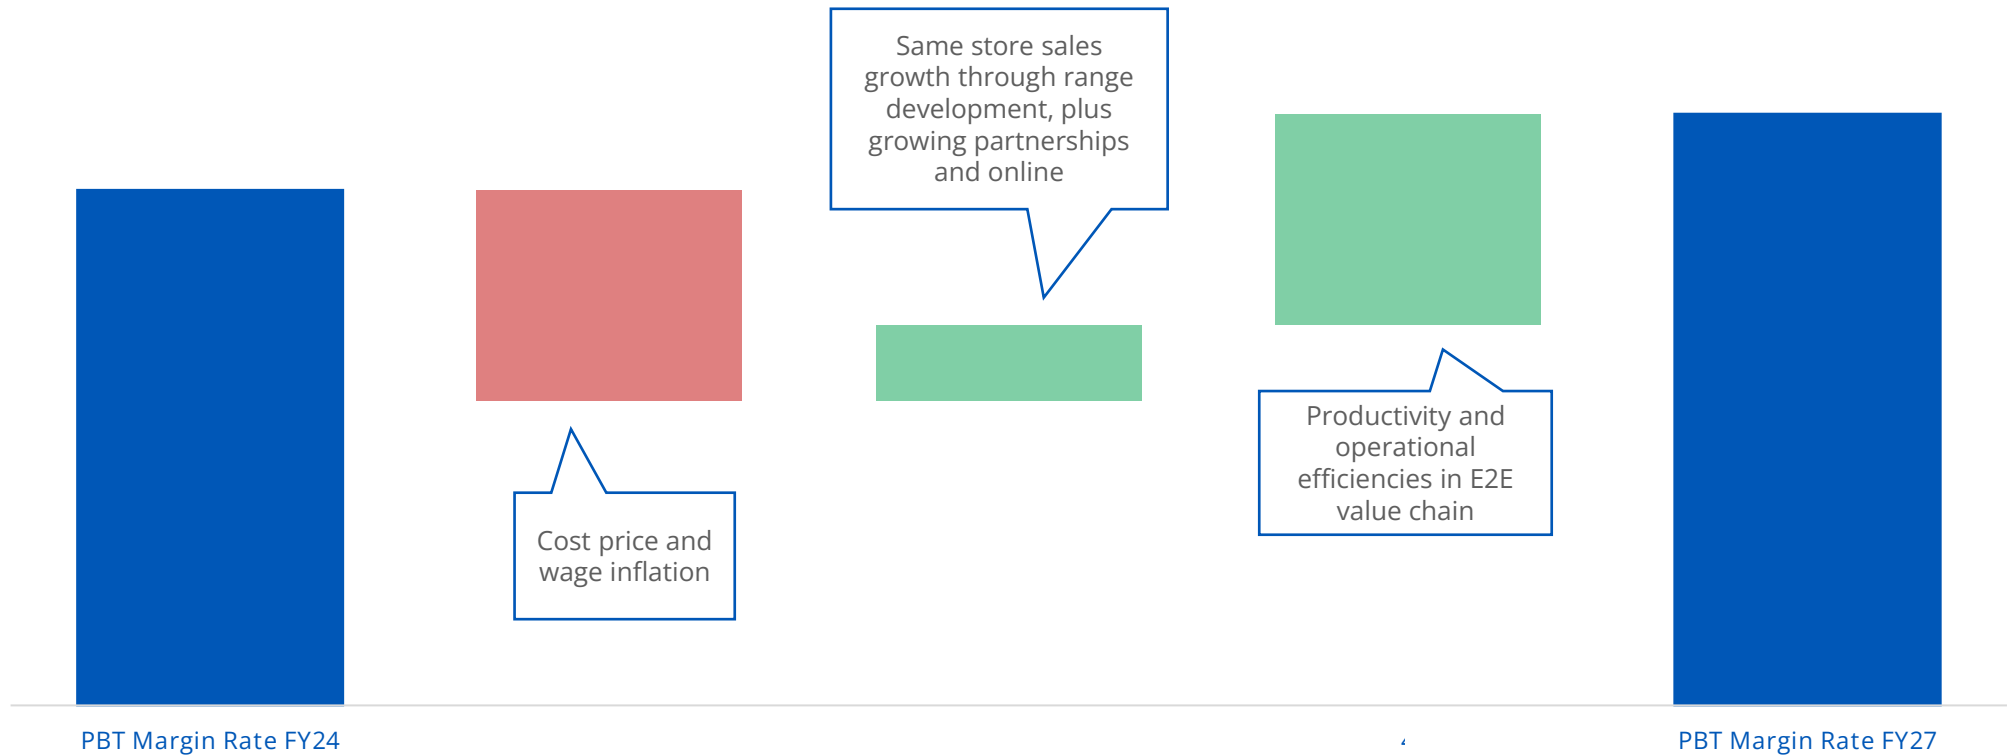 Same store sales
growth through range
development, plus
growing partnerships
and online
Cost price and
wage inflation
Productivity and
operational
efficiencies in E2E
value chain
PBT Margin Rate FY24
PBT Margin Rate FY27